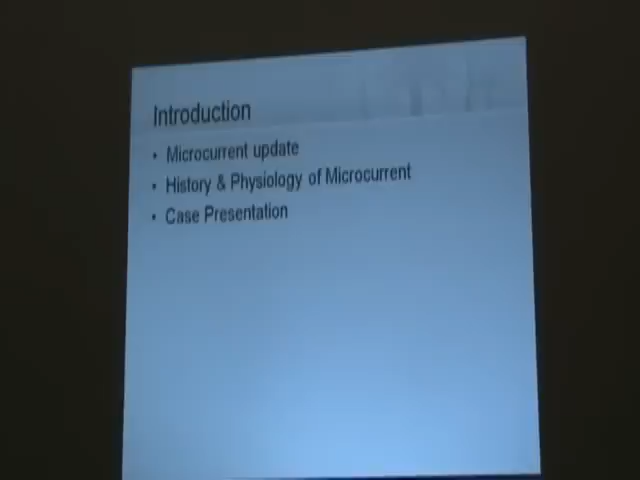 Introduction
• Microcurrent update
• History & Physiology of Microcurrent
• Case Presentation